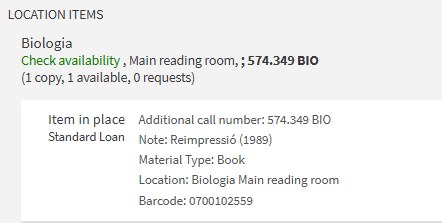 LOCATION ITEMS
Biologia
Check availability , Main reading room, ; 574.349 BIO
(1 copy, 1 available, 0 requests)
Item in place
Standard Loan
Additional call number: 574.349 BIO
Note: Reimpressió (1989)
Material Type: Book
Location: Biologia Main reading room
Barcode: 0700102559